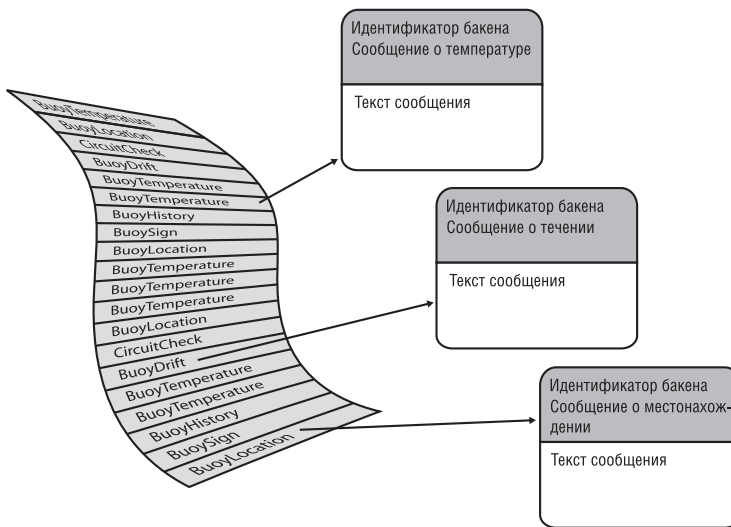 Идентификатор бакена
Сообщение о температуре
Текст сообщения
BuoyTemperature
BuoyLocation
CircuitCheck
BuoyDrift
BuoyTemperature
BuoyTemperature
BuoyHistory
BuoySign
BuoyLocation
BuoyTemperature
BuoyTemperature
BuoyTemperature
BuoyLocation
CircuitCheck
BuoyDrift
BuoyTemperature
BuoyTemperature
BuoyHistory
BuoySign
BuoyLocation
Идентификатор бакена
Сообщение о течении
Текст сообщения
Идентификатор бакена
Сообщение о местонахож-
дении
Текст сообщения